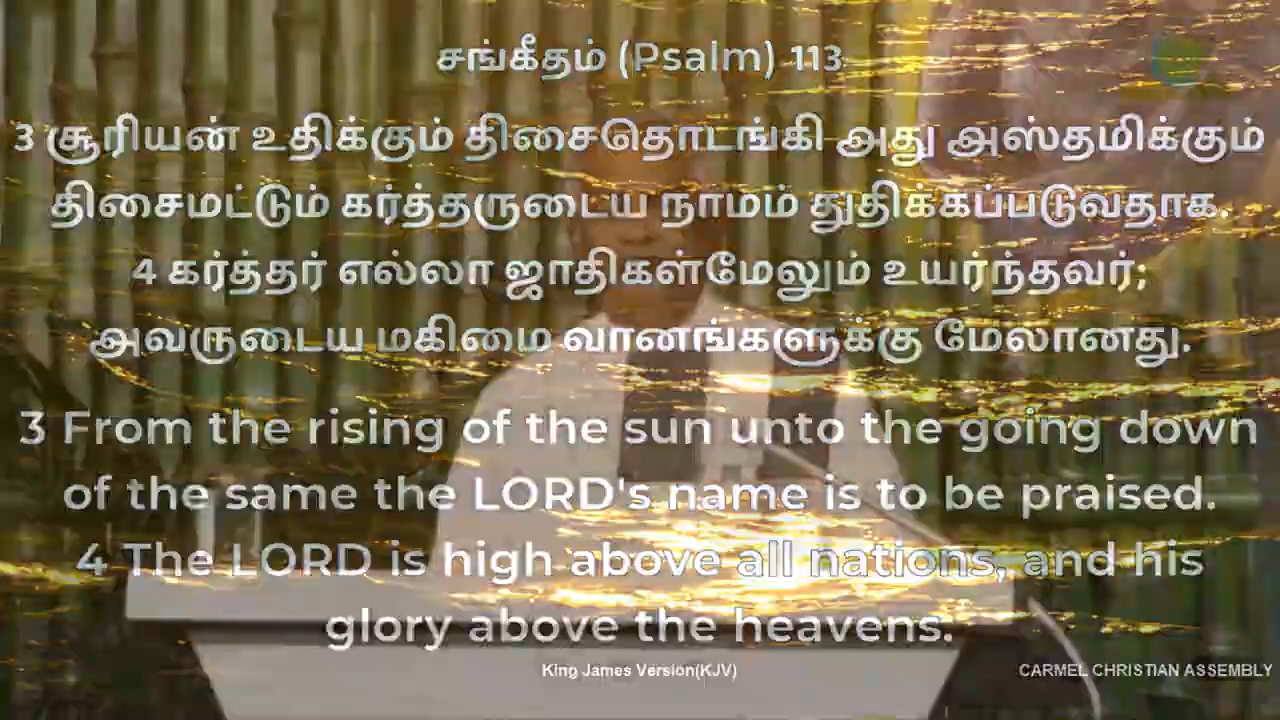 சங்கீதம் (Psalm) 113
3 சூரியன் உதிக்கும் திசைதொடங்கி அது அஸ்தமிக்கும்
திசைமட்டும் கர்த்தருடைய நாமம் துதிக்கப்படுவதாக.
4 கர்த்தர் எல்லா ஜாதிகள்மேலும் உயர்ந்தவர்;
அவருடைய மகிமை வானங்களுக்கு மேலானது.
3 From the rising of the sun unto the going down
of the same the LORD's name is to be praised.
4 The LORD is high above all nations, and his
glory above the heavens.
King James Version(KJV)
CARMEL CHRISTIAN ASSEMBLY